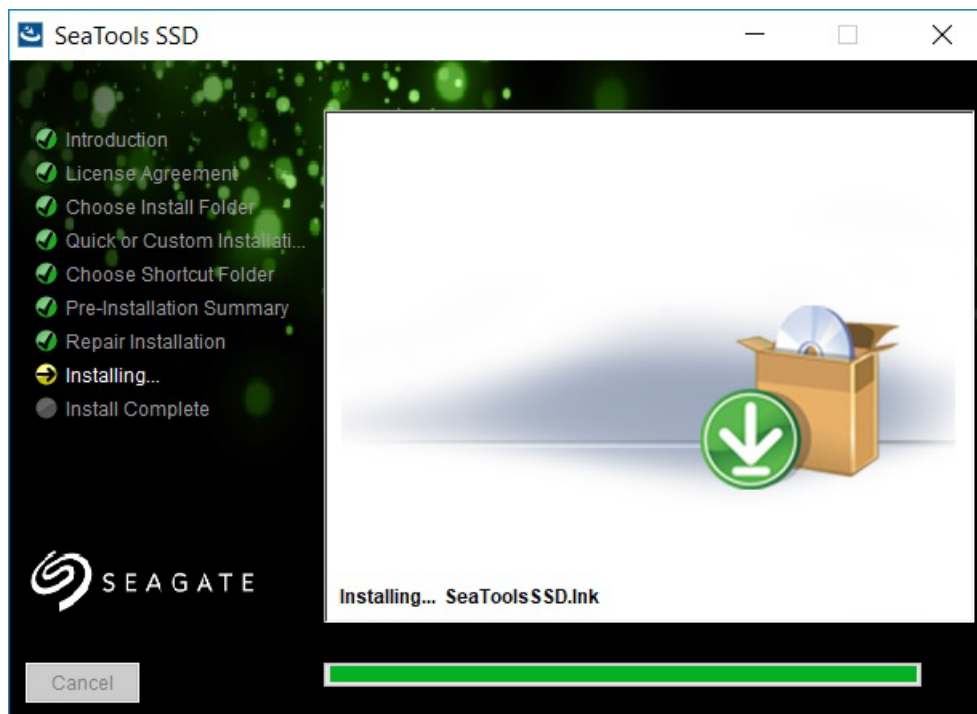 SeaTools SSD
Introduction
License Agreement
Choose Install Folder
Quick or Custom Installati...
Choose Shortcut Folder
Pre-Installation Summary
Repair Installation
Installing...
Install Complete
SEAGATE
Installing... SeaToolsSSD.lnk
Cancel